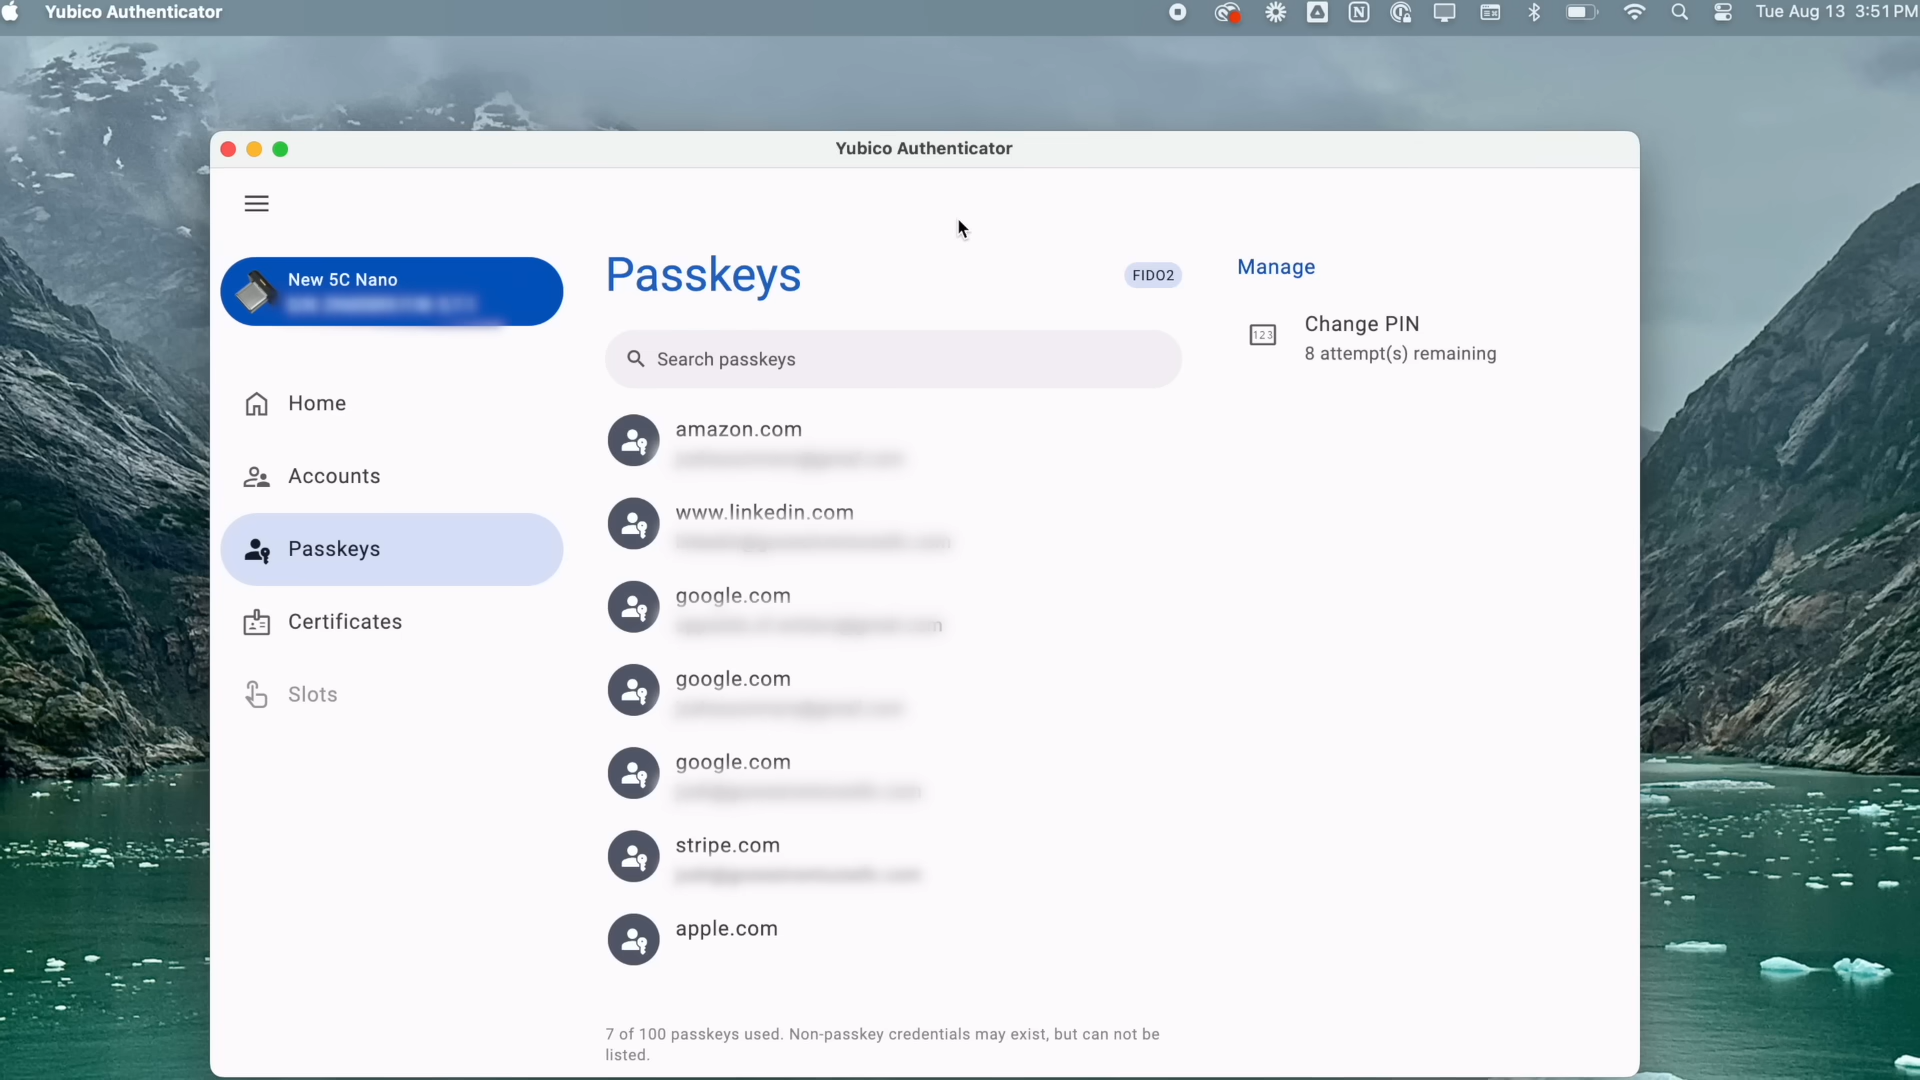 Yubico Authenticator
Tue Aug 13 3:51 PM
Yubico Authenticator
New 5C Nano
Home
Accounts
Passkeys
Certificates
Slots
Passkeys
FIDO2
Search passkeys
amazon.com
www.linkedin.com
google.com
google.com
google.com
stripe.com
apple.com
7 of 100 passkeys used. Non-passkey credentials may exist, but can not be
listed.
Manage
123
Change PIN
8 attempt(s) remaining